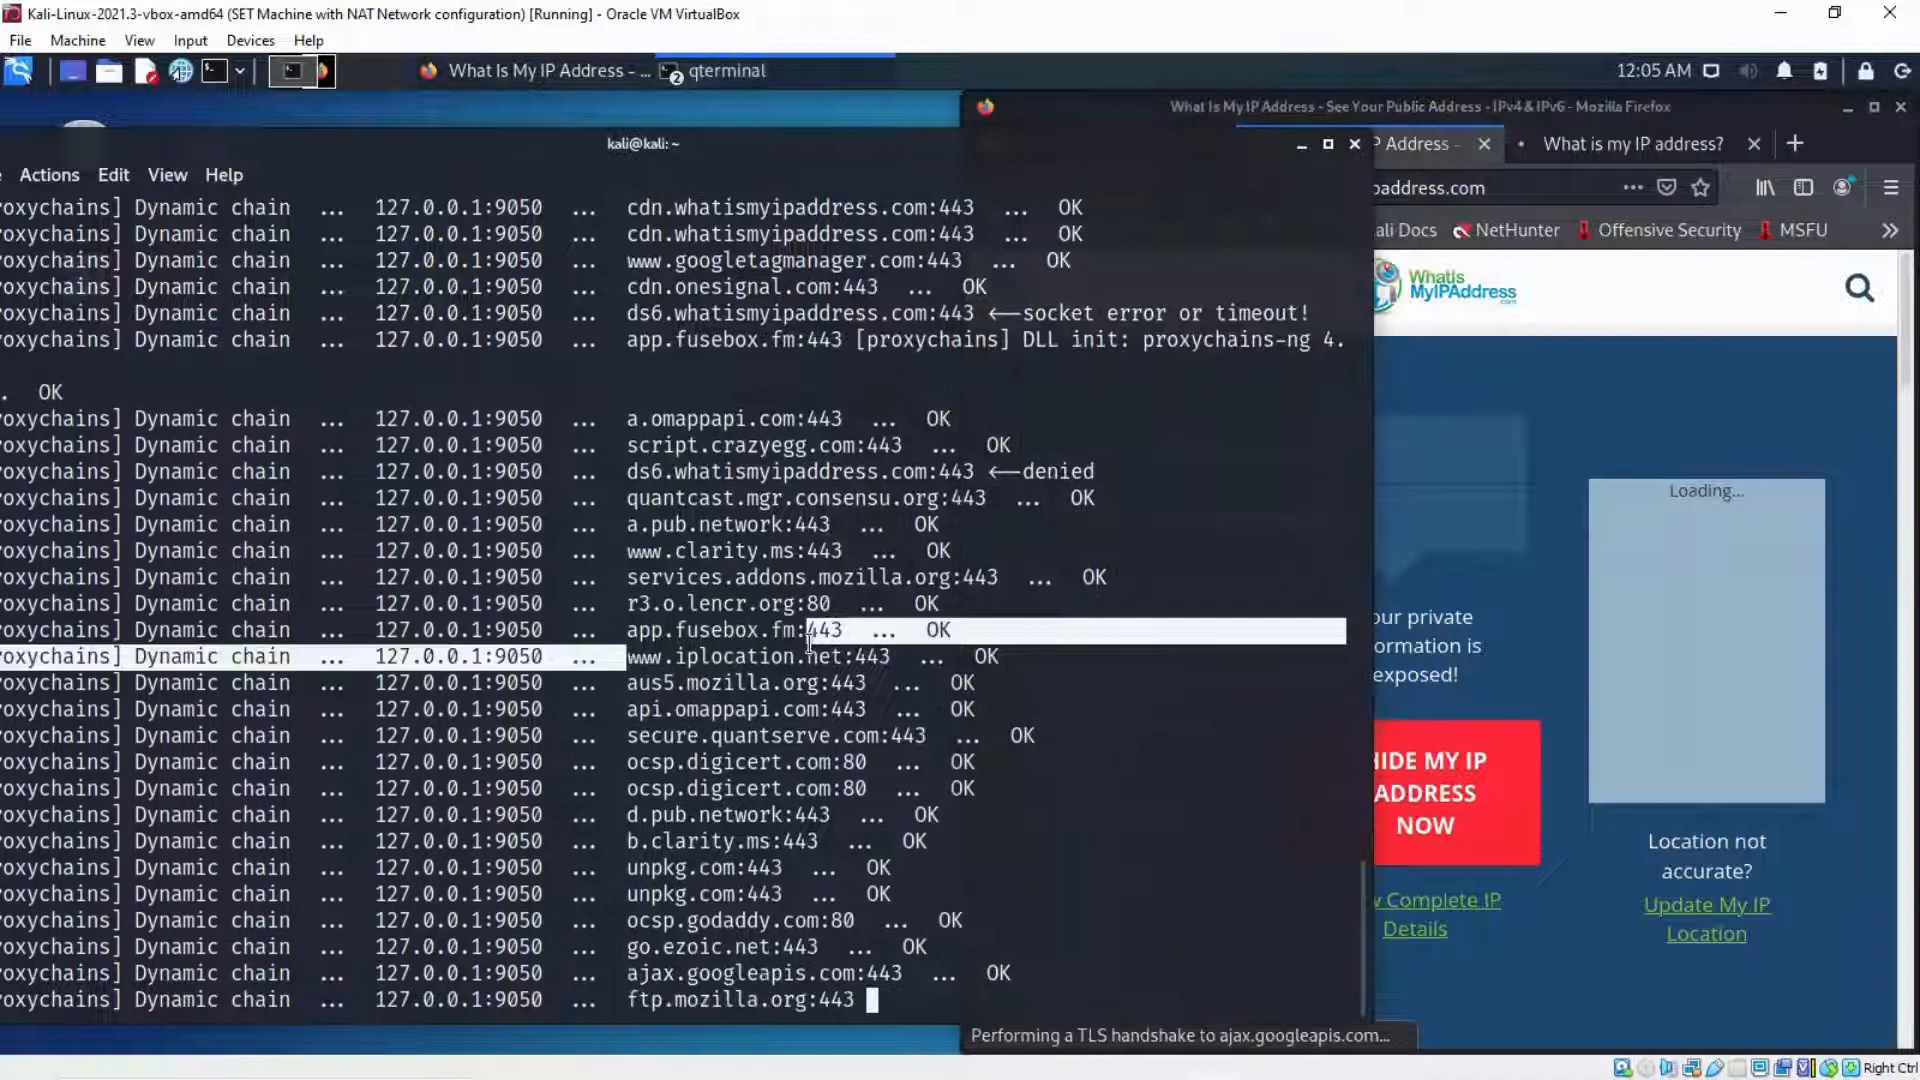 Kali-Linux-2021.3-vbox-amd64 (SET Machine with NAT Network configuration) [Running] - Oracle VM VirtualBox
File Machine View Input Devices Help
What Is My IP Address - ... 2 qterminal 12:05 AM
What Is My IP Address - See Your Public Address - IPv4 & IPv6 - Mozilla Firefox
kali@kali: ~
P Address - What is my IP address?
Actions Edit View Help
paddress.com
ali Docs NetHunter Offensive Security MSFU
oxychains] Dynamic chain ... 127.0.0.1:9050 ... cdn.whatismyipaddress.com:443 ... OK
oxychains] Dynamic chain ... 127.0.0.1:9050 ... cdn.whatismyipaddress.com:443 ... OK
oxychains] Dynamic chain ... 127.0.0.1:9050 ... www.googletagmanager.com:443 ... OK
oxychains] Dynamic chain ... 127.0.0.1:9050 ... cdn.onesignal.com:443 ... OK
oxychains] Dynamic chain ... 127.0.0.1:9050 ... ds6.whatismyipaddress.com:443 <--socket error or timeout!
oxychains] Dynamic chain ... 127.0.0.1:9050 ... app.fusebox.fm:443 [proxychains] DLL init: proxychains-ng 4.
. OK
oxychains] Dynamic chain ... 127.0.0.1:9050 ... a.omappapi.com:443 ... OK
oxychains] Dynamic chain ... 127.0.0.1:9050 ... script.crazyegg.com:443 ... OK
oxychains] Dynamic chain ... 127.0.0.1:9050 ... ds6.whatismyipaddress.com:443 <--denied
oxychains] Dynamic chain ... 127.0.0.1:9050 ... quantcast.mgr.consensu.org:443 ... OK
oxychains] Dynamic chain ... 127.0.0.1:9050 ... a.pub.network:443 ... OK
oxychains] Dynamic chain ... 127.0.0.1:9050 ... www.clarity.ms:443 ... OK
oxychains] Dynamic chain ... 127.0.0.1:9050 ... services.addons.mozilla.org:443 ... OK
oxychains] Dynamic chain ... 127.0.0.1:9050 ... r3.o.lencr.org:80 ... OK
oxychains] Dynamic chain ... 127.0.0.1:9050 ... app.fusebox.fm:443 ... OK
oxychains] Dynamic chain ... 127.0.0.1:9050 ... www.iplocation.net:443 ... OK
oxychains] Dynamic chain ... 127.0.0.1:9050 ... aus5.mozilla.org:443 ... OK
oxychains] Dynamic chain ... 127.0.0.1:9050 ... api.omappapi.com:443 ... OK
oxychains] Dynamic chain ... 127.0.0.1:9050 ... secure.quantserve.com:443 ... OK
oxychains] Dynamic chain ... 127.0.0.1:9050 ... ocsp.digicert.com:80 ... OK
oxychains] Dynamic chain ... 127.0.0.1:9050 ... ocsp.digicert.com:80 ... OK
oxychains] Dynamic chain ... 127.0.0.1:9050 ... d.pub.network:443 ... OK
oxychains] Dynamic chain ... 127.0.0.1:9050 ... b.clarity.ms:443 ... OK
oxychains] Dynamic chain ... 127.0.0.1:9050 ... unpkg.com:443 ... OK
oxychains] Dynamic chain ... 127.0.0.1:9050 ... unpkg.com:443 ... OK
oxychains] Dynamic chain ... 127.0.0.1:9050 ... ocsp.godaddy.com:80 ... OK
oxychains] Dynamic chain ... 127.0.0.1:9050 ... go.ezoic.net:443 ... OK
oxychains] Dynamic chain ... 127.0.0.1:9050 ... ajax.googleapis.com:443 ... OK
oxychains] Dynamic chain ... 127.0.0.1:9050 ... ftp.mozilla.org:443
WhatIs
MyIPAddress
.com
Loading...
our private
ormation is
exposed!
HIDE MY IP
ADDRESS
NOW
w Complete IP
Details
Location not
accurate?
Update My IP
Location
Performing a TLS handshake to ajax.googleapis.com...
Right Ctrl